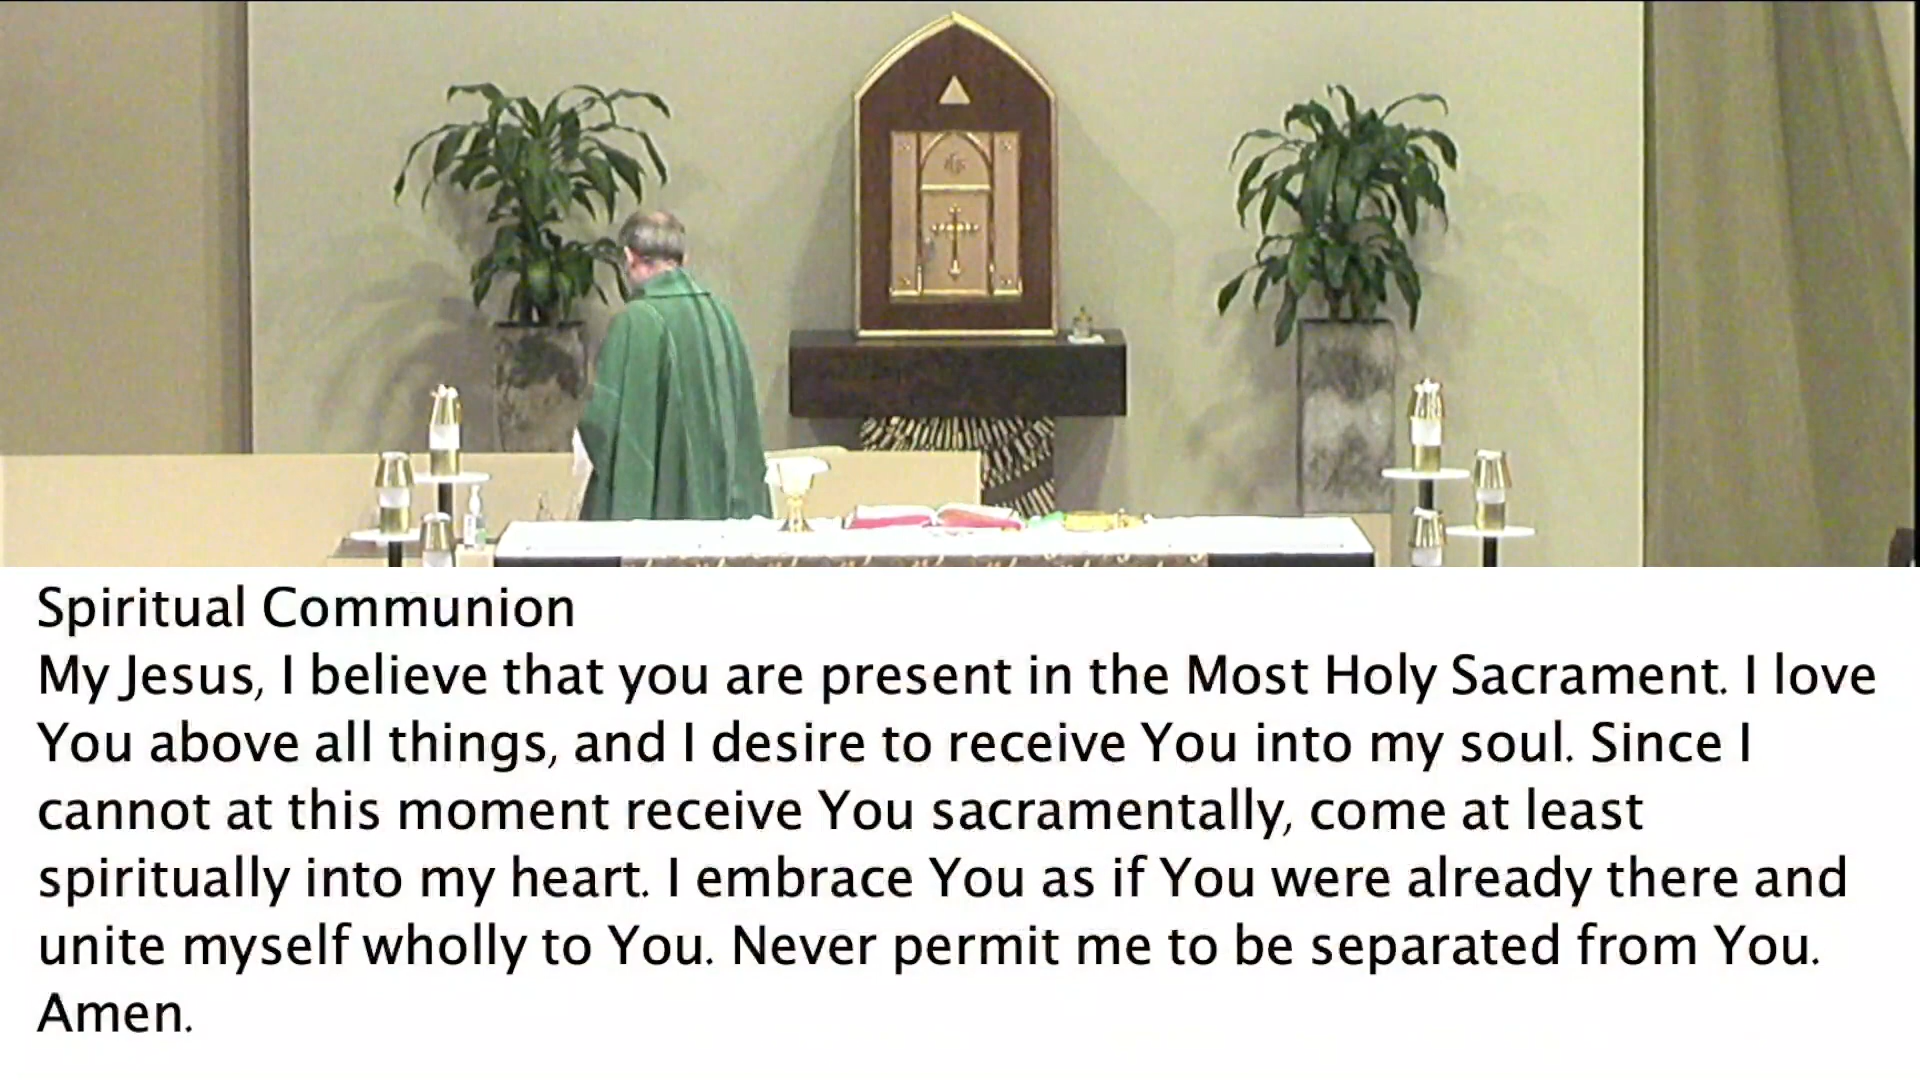 Spiritual Communion
My Jesus, I believe that you are present in the Most Holy Sacrament. I love
You above all things, and I desire to receive You into my soul. Since I
cannot at this moment receive You sacramentally, come at least
spiritually into my heart. I embrace You as if You were already there and
unite myself wholly to You. Never permit me to be separated from You.
Amen.